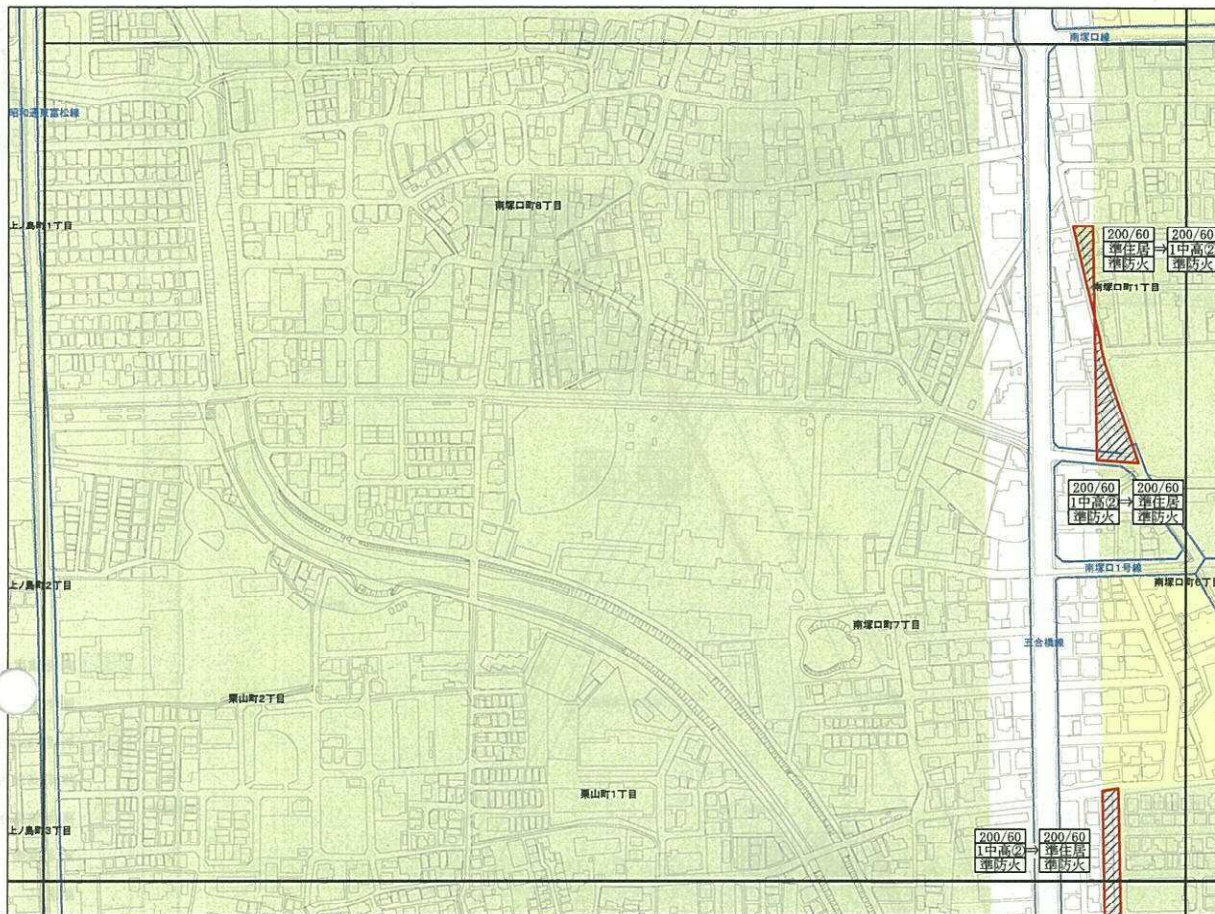 南塚口線
昭和通東富松線
南塚口町8丁目
上ノ島町1丁目
200/60
準住居
準防火
⇒
200/60
1中高②
準防火
南塚口町1丁目
200/60
1中高②
準防火
⇒
200/60
準住居
準防火
南塚口1号線
上ノ島町2丁目
南塚口町6丁目
南塚口町7丁目
五合橋線
栗山町2丁目
栗山町1丁目
上ノ島町3丁目
200/60
1中高②
準防火
⇒
200/60
準住居
準防火